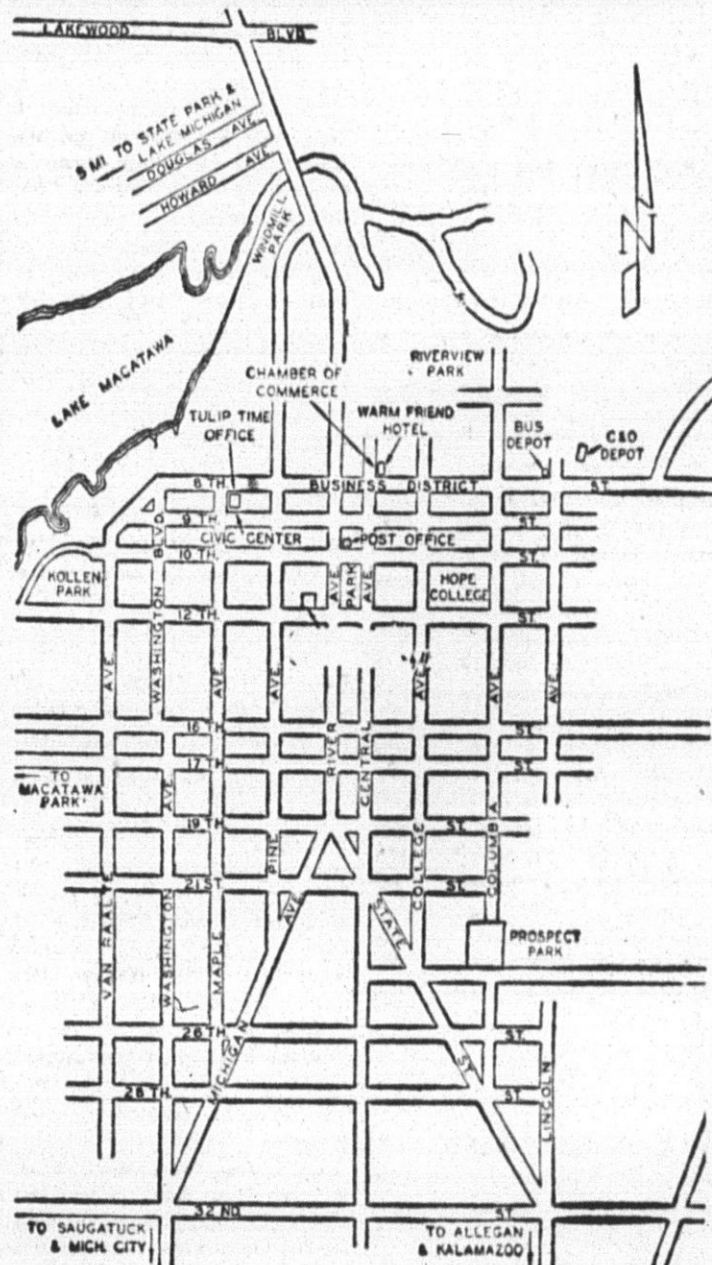 LAKEWOOD BLVD.
5 MI. TO STATE PARK &
LAKE MICHIGAN
DOUGLAS AVE.
HOWARD AVE.
WINDMILL
PARK
N
LAKE MACATAWA
RIVERVIEW
PARK
CHAMBER OF
COMMERCE
TULIP TIME
OFFICE
WARM FRIEND
HOTEL
BUS
DEPOT
C&O
DEPOT
8 TH. BUSINESS DISTRICT ST.
9 TH. ST.
CIVIC CENTER
POST OFFICE
10 TH. ST.
KOLLEN
PARK
WASHINGTON BLVD.
AVE
PARK
AVE
HOPE
COLLEGE
12 TH. ST.
AVE.
AVE.
AVE.
AVE
AVE
AVE.
16 TH. ST.
RIVER
CENTRAL
17 TH. ST.
TO
MACATAWA
PARK
AVE
19 TH. ST.
PINE
COLLEGE
COLUMBIA
21 ST. ST.
AVE
STATE
VAN RAALTE
WASHINGTON
MAPLE
PROSPECT
PARK
26 TH. ST.
MICHIGAN
ST.
LINCOLN
28 TH. ST.
32 ND. ST.
TO SAUGATUCK
& MICH. CITY
TO ALLEGAN
& KALAMAZOO